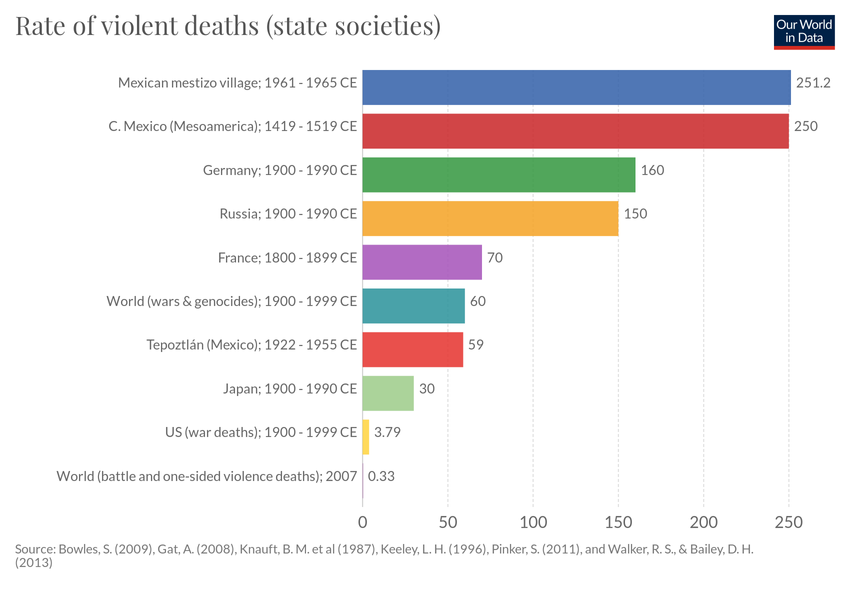 Rate of violent deaths (state societies)
Our World
in Data
Mexican mestizo village; 1961 - 1965 CE
251.2
C. Mexico (Mesoamerica); 1419 - 1519 CE
250
Germany; 1900 - 1990 CE
160
Russia; 1900 - 1990 CE
150
France; 1800 - 1899 CE
70
World (wars & genocides); 1900 - 1999 CE
60
Tepoztlán (Mexico); 1922 - 1955 CE
59
Japan; 1900 - 1990 CE
30
US (war deaths); 1900 - 1999 CE
3.79
World (battle and one-sided violence deaths); 2007
0.33
0 50 100 150 200 250
Source: Bowles, S. (2009), Gat, A. (2008), Knauft, B. M. et al (1987), Keeley, L. H. (1996), Pinker, S. (2011), and Walker, R. S., & Bailey, D. H.
(2013)